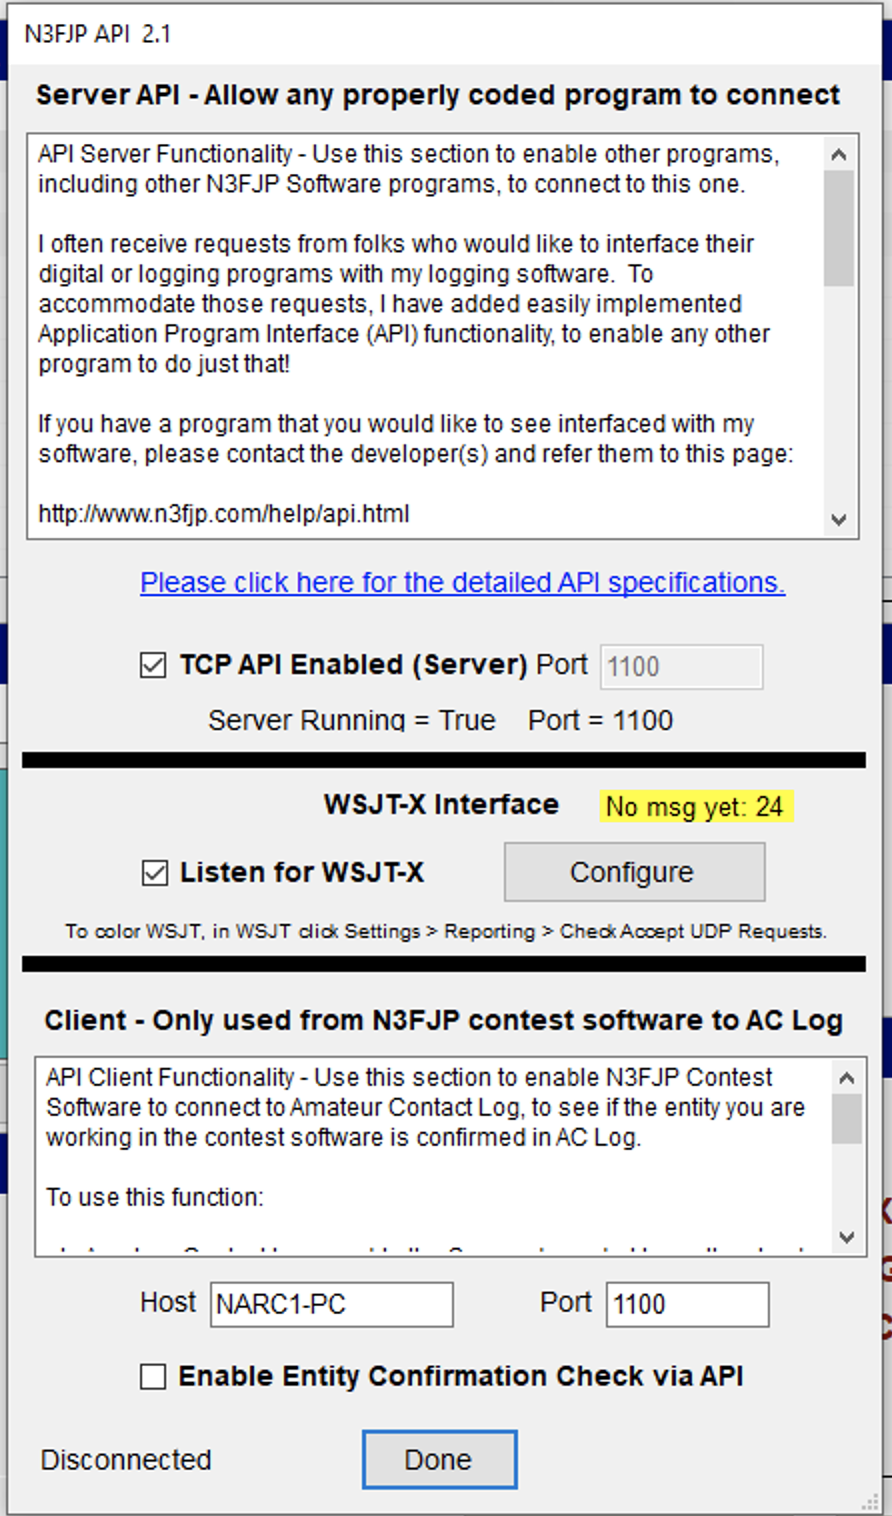 N3FJP API 2.1
Server API - Allow any properly coded program to connect
API Server Functionality - Use this section to enable other programs,
including other N3FJP Software programs, to connect to this one.
I often receive requests from folks who would like to interface their
digital or logging programs with my logging software. To
accommodate those requests, I have added easily implemented
Application Program Interface (API) functionality, to enable any other
program to do just that!
If you have a program that you would like to see interfaced with my
software, please contact the developer(s) and refer them to this page:
http://www.n3fjp.com/help/api.html
Please click here for the detailed API specifications.
TCP API Enabled (Server) Port 1100
Server Running = True Port = 1100
WSJT-X Interface No msg yet: 24
Listen for WSJT-X Configure
To color WSJT, in WSJT click Settings > Reporting > Check Accept UDP Requests.
Client - Only used from N3FJP contest software to AC Log
API Client Functionality - Use this section to enable N3FJP Contest
Software to connect to Amateur Contact Log, to see if the entity you are
working in the contest software is confirmed in AC Log.
To use this function:
Host NARC1-PC Port 1100
Enable Entity Confirmation Check via API
Disconnected Done